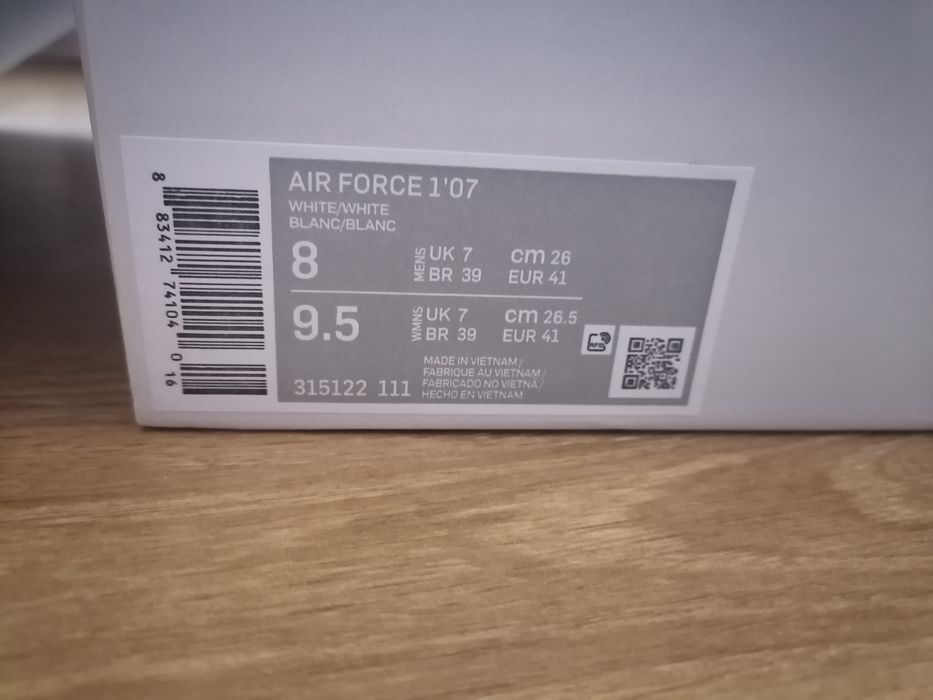 AIR FORCE 1'07
WHITE/WHITE
BLANC/BLANC
8 MENS UK 7 cm 26
BR 39 EUR 41
9.5 WMNS UK 7 cm 26.5
BR 39 EUR 41
MADE IN VIETNAM /
FABRIQUE AU VIETNAM /
FABRICADO NO VIETNÃ /
HECHO EN VIETNAM
315122 111
8 83412 74104 0 16